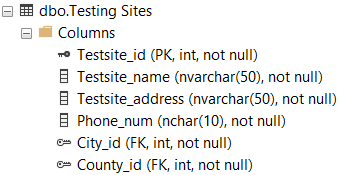 dbo.Testing Sites
Columns
Testsite_id (PK, int, not null)
Testsite_name (nvarchar(50), not null)
Testsite_address (nvarchar(50), not null)
Phone_num (nchar(10), not null)
City_id (FK, int, not null)
County_id (FK, int, not null)